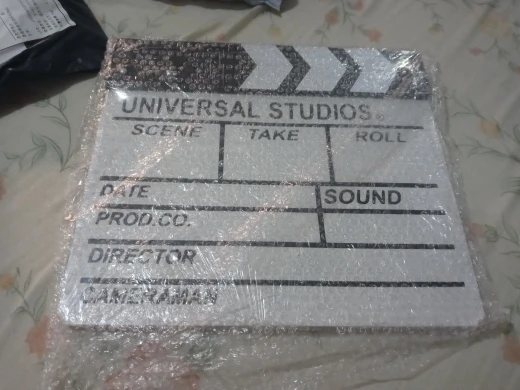 UNIVERSAL STUDIOS®
SCENE TAKE ROLL
DATE SOUND
PROD.CO.
DIRECTOR
CAMERAMAN